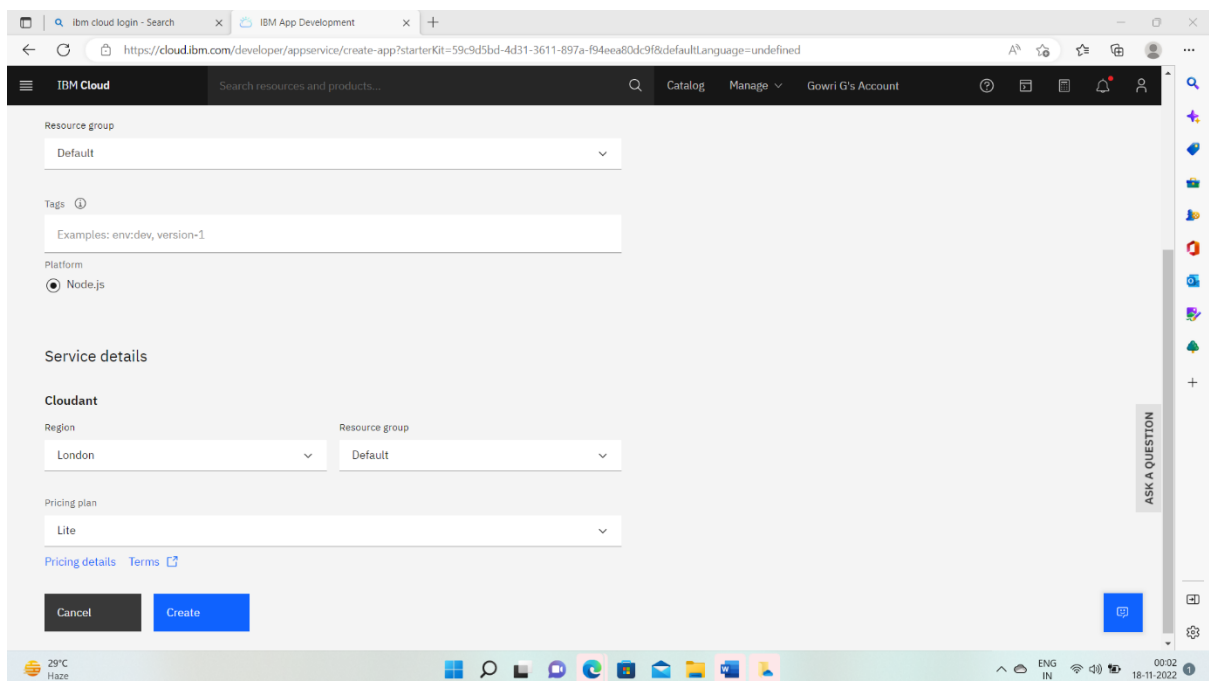 ibm cloud login - Search
IBM App Development
https://cloud.ibm.com/developer/appservice/create-app?starterKit=59c9d5bd-4d31-3611-897a-f94eea80dc9f&defaultLanguage=undefined
IBM Cloud
Search resources and products...
Catalog
Manage
Gowri G's Account
Resource group
Default
Tags
Examples: env:dev, version-1
Platform
Node.js
Service details
Cloudant
Region
Resource group
London
Default
Pricing plan
Lite
Pricing details
Terms
Cancel
Create
ASK A QUESTION
29°C
Haze
ENG
IN
00:02
18-11-2022
1